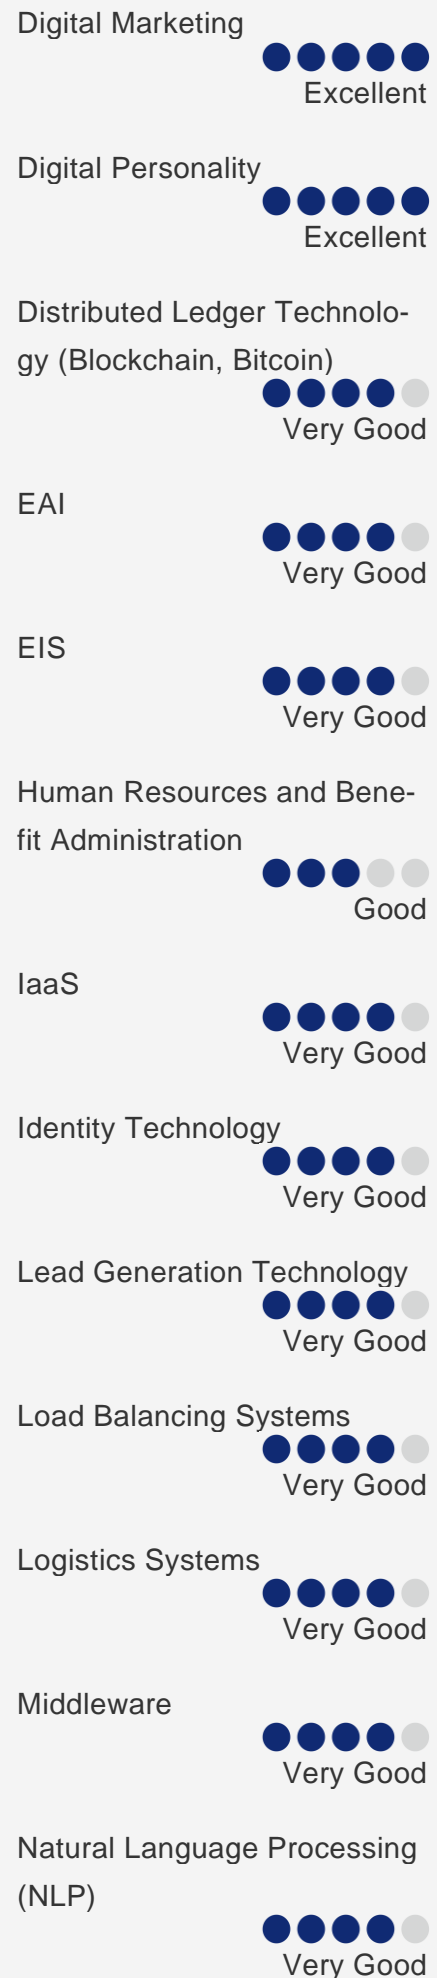 Digital Marketing
Excellent
Digital Personality
Excellent
Distributed Ledger Technolo-
gy (Blockchain, Bitcoin)
Very Good
EAI
Very Good
EIS
Very Good
Human Resources and Bene-
fit Administration
Good
IaaS
Very Good
Identity Technology
Very Good
Lead Generation Technology
Very Good
Load Balancing Systems
Very Good
Logistics Systems
Very Good
Middleware
Very Good
Natural Language Processing
(NLP)
Very Good